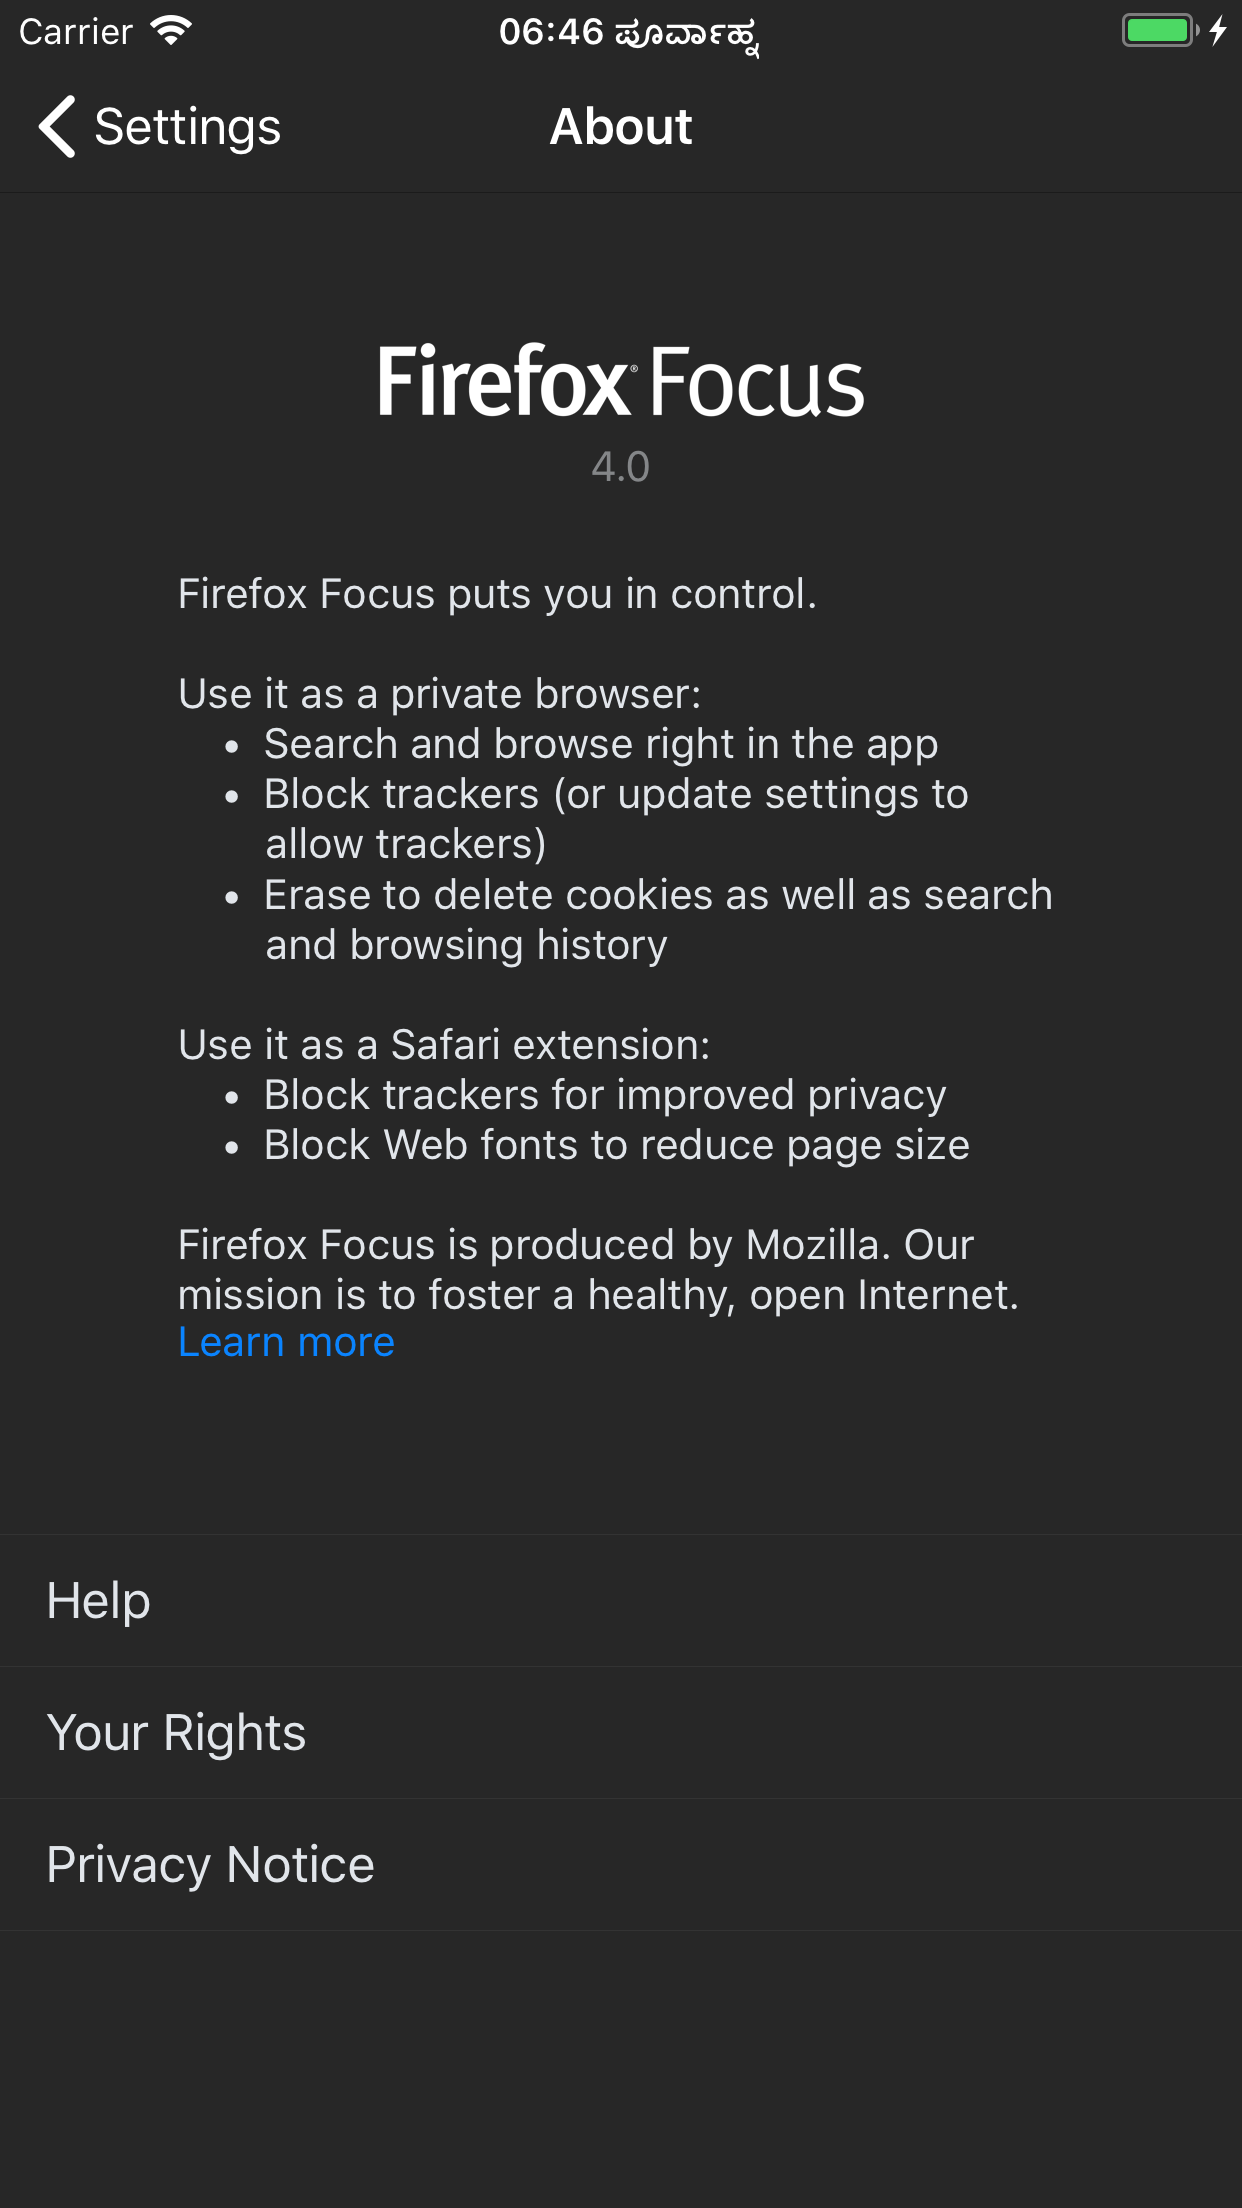 Carrier
06:46 ಪೂರ್ವಾಹ್ನ
Settings
About
Firefox® Focus
4.0
Firefox Focus puts you in control.
Use it as a private browser:
• Search and browse right in the app
• Block trackers (or update settings to
allow trackers)
• Erase to delete cookies as well as search
and browsing history
Use it as a Safari extension:
• Block trackers for improved privacy
• Block Web fonts to reduce page size
Firefox Focus is produced by Mozilla. Our
mission is to foster a healthy, open Internet.
Learn more
Help
Your Rights
Privacy Notice